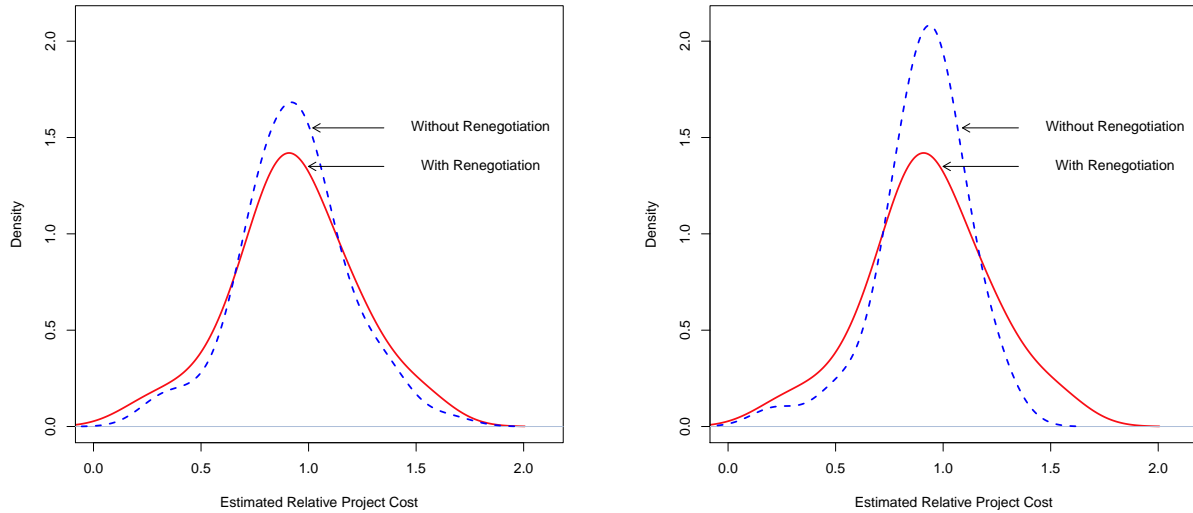 2.0
1.5
1.0
0.5
0.0
Density
Without Renegotiation
With Renegotiation
0.0 0.5 1.0 1.5 2.0
Estimated Relative Project Cost
2.0
1.5
1.0
0.5
0.0
Density
Without Renegotiation
With Renegotiation
0.0 0.5 1.0 1.5 2.0
Estimated Relative Project Cost